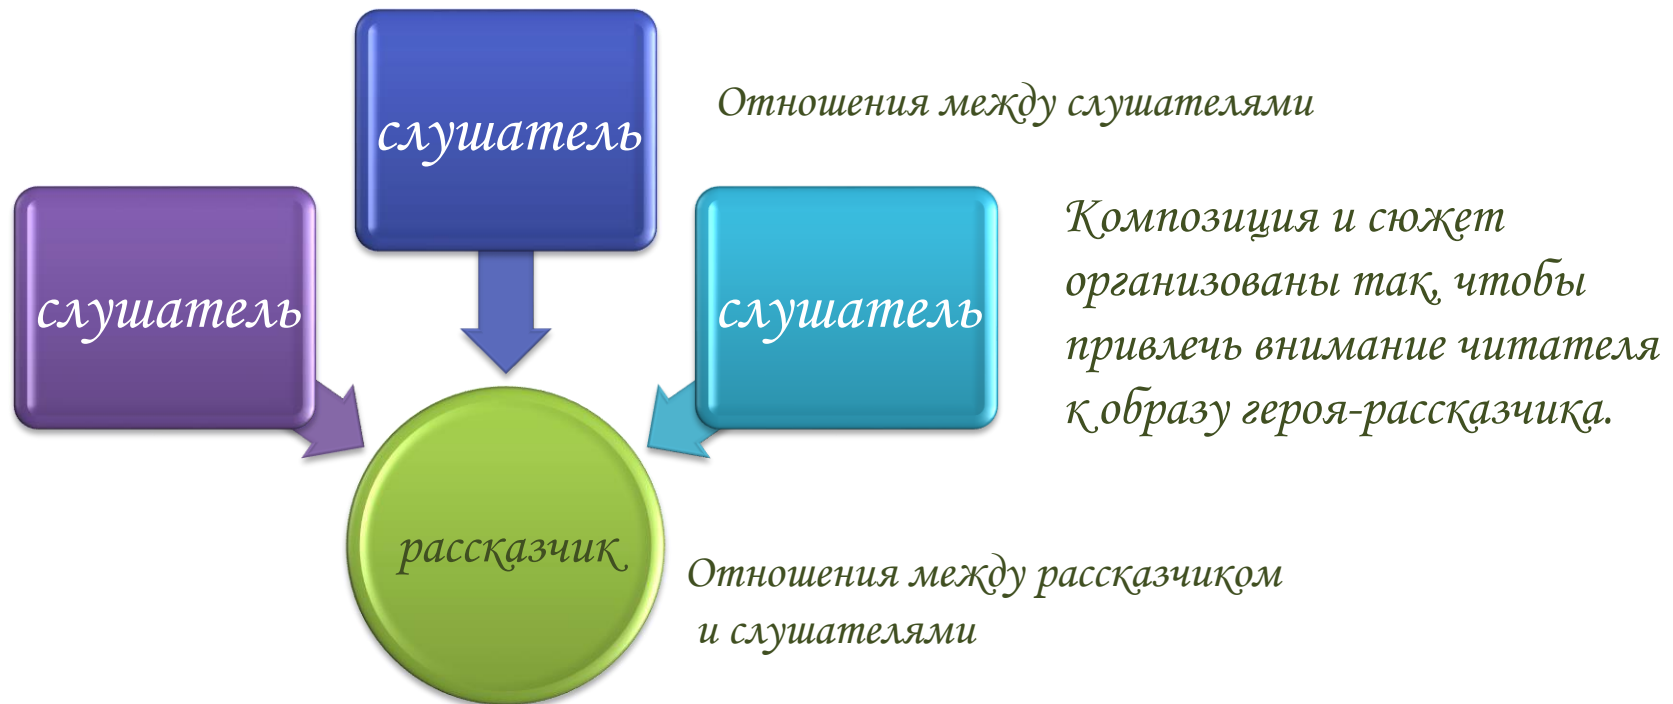 слушатель
слушатель
слушатель
рассказчик
Отношения между слушателями
Композиция и сюжет
организованы так, чтобы
привлечь внимание читателя
к образу героя-рассказчика.
Отношения между рассказчиком
и слушателями